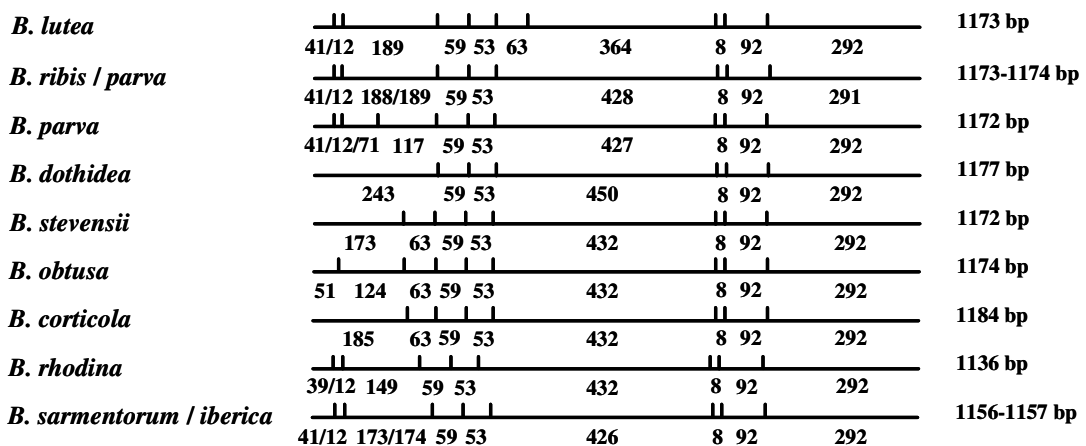 B. lutea 1173 bp
41/12 189 59 53 63 364 8 92 292
B. ribis / parva 1173-1174 bp
41/12 188/189 59 53 428 8 92 291
B. parva 1172 bp
41/12/71 117 59 53 427 8 92 292
B. dothidea 1177 bp
243 59 53 450 8 92 292
B. stevensii 1172 bp
173 63 59 53 432 8 92 292
B. obtusa 1174 bp
51 124 63 59 53 432 8 92 292
B. corticola 1184 bp
185 63 59 53 432 8 92 292
B. rhodina 1136 bp
39/12 149 59 53 432 8 92 292
B. sarmentorum / iberica 1156-1157 bp
41/12 173/174 59 53 426 8 92 292